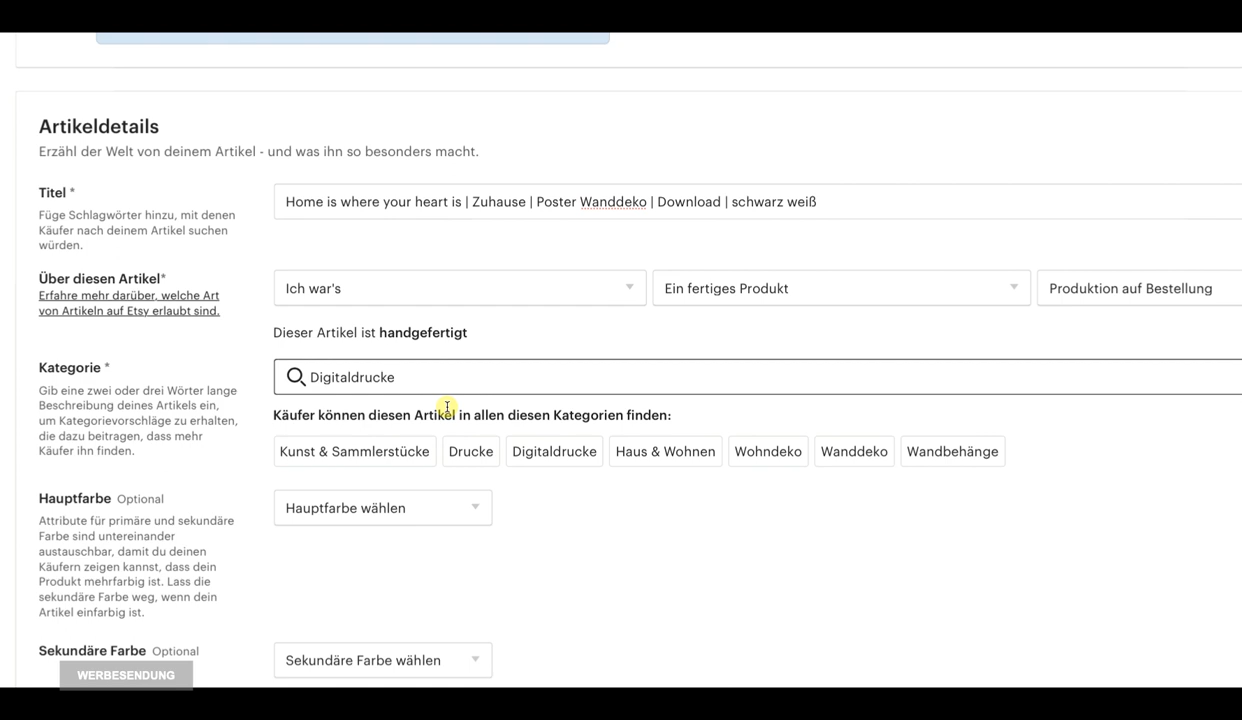 Artikeldetails
Erzähl der Welt von deinem Artikel - und was ihn so besonders macht.
Titel *
Füge Schlagwörter hinzu, mit denen
Käufer nach deinem Artikel suchen
würden.
Home is where your heart is | Zuhause | Poster Wanddeko | Download | schwarz weiß
Über diesen Artikel*
Erfahre mehr darüber, welche Art
von Artikeln auf Etsy erlaubt sind.
Ich war's
Ein fertiges Produkt
Produktion auf Bestellung
Dieser Artikel ist handgefertigt
Kategorie *
Gib eine zwei oder drei Wörter lange
Beschreibung deines Artikels ein,
um Kategorievorschläge zu erhalten,
die dazu beitragen, dass mehr
Käufer ihn finden.
Digitaldrucke
Käufer können diesen Artikel in allen diesen Kategorien finden:
Kunst & Sammlerstücke Drucke Digitaldrucke Haus & Wohnen Wohndeko Wanddeko Wandbehänge
Hauptfarbe Optional
Attribute für primäre und sekundäre
Farbe sind untereinander
austauschbar, damit du deinen
Käufern zeigen kannst, dass dein
Produkt mehrfarbig ist. Lass die
sekundäre Farbe weg, wenn dein
Artikel einfarbig ist.
Hauptfarbe wählen
Sekundäre Farbe Optional
Sekundäre Farbe wählen
WERBESENDUNG